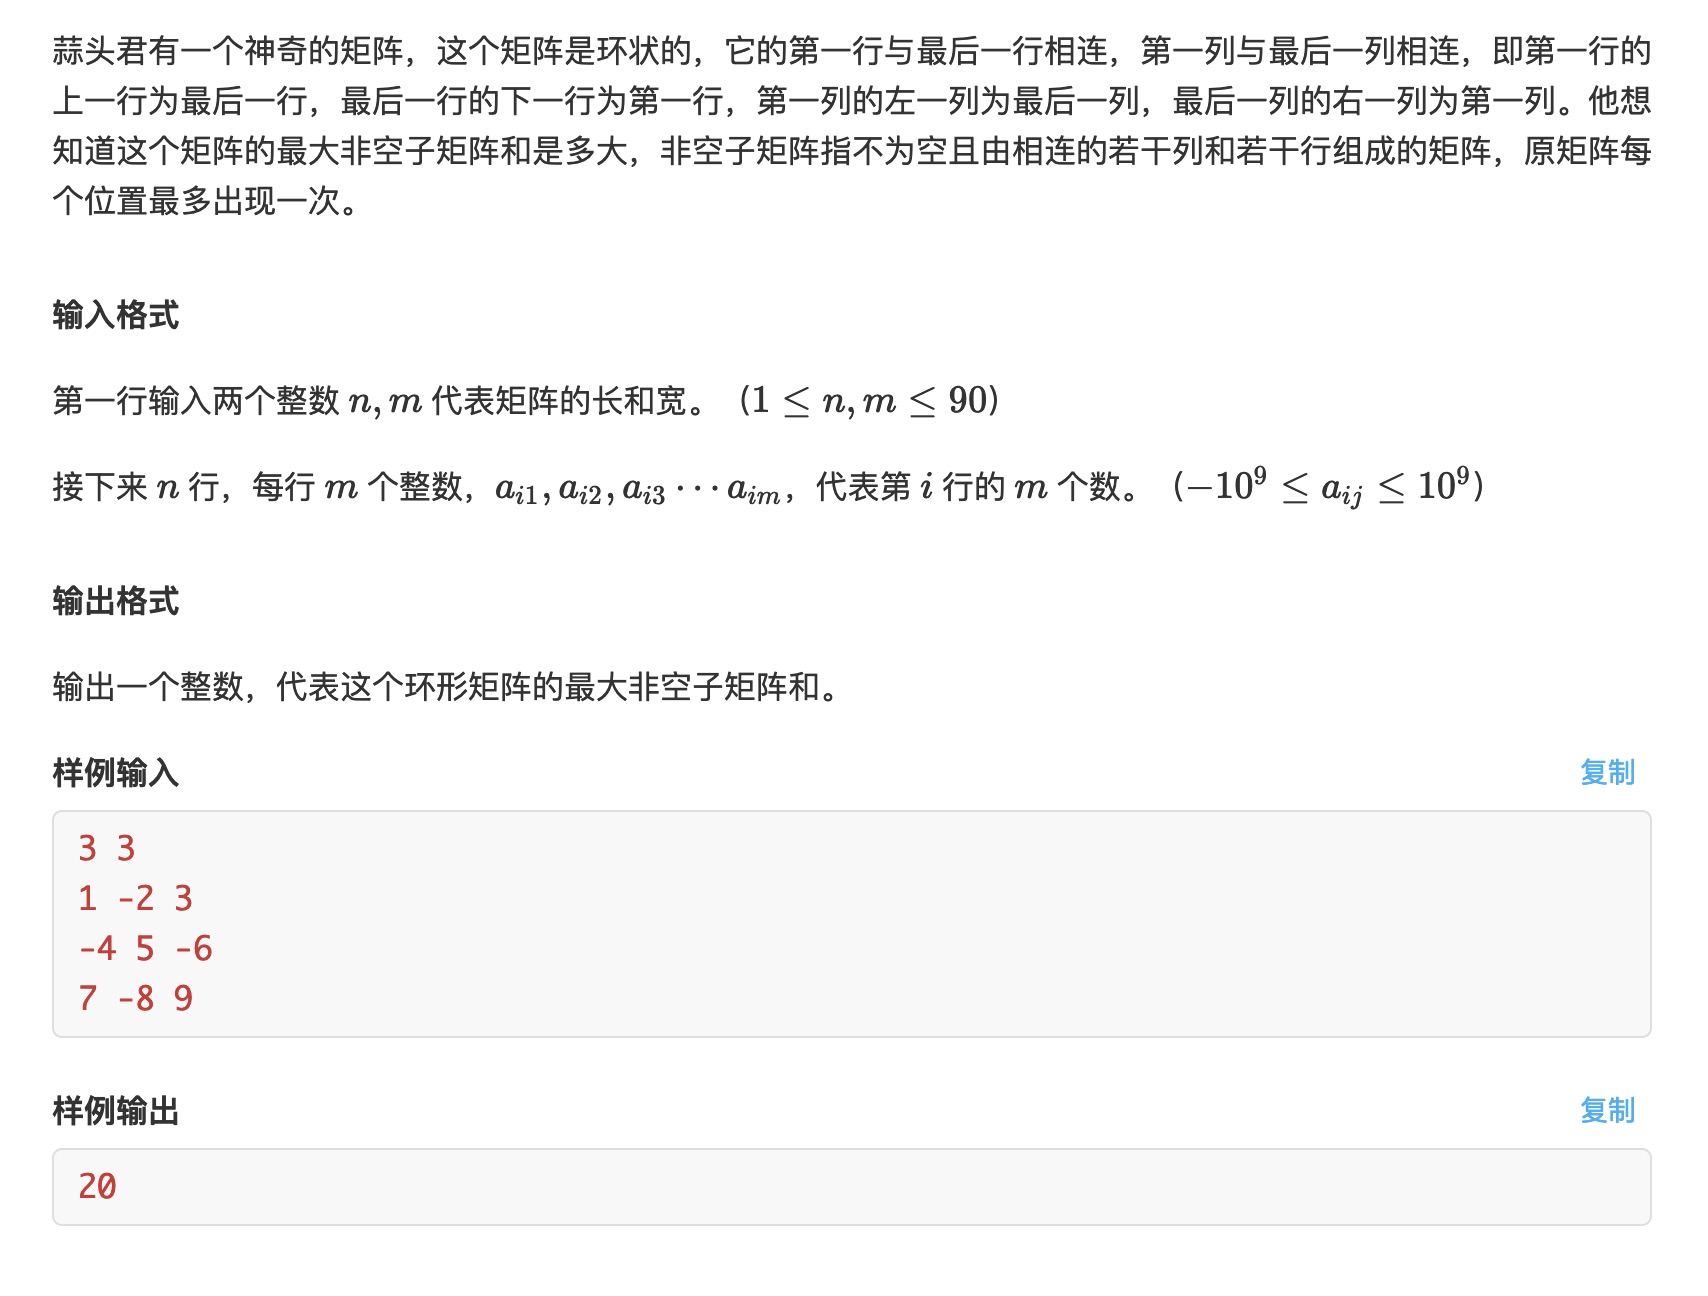 蒜头君有一个神奇的矩阵，这个矩阵是环状的，它的第一行与最后一行相连，第一列与最后一列相连，即第一行的
上一行为最后一行，最后一行的下一行为第一行，第一列的左一列为最后一列，最后一列的右一列为第一列。他想
知道这个矩阵的最大非空子矩阵和是多大，非空子矩阵指不为空且由相连的若干列和若干行组成的矩阵，原矩阵每
个位置最多出现一次。
输入格式
第一行输入两个整数 n, m 代表矩阵的长和宽。（1 ≤ n, m ≤ 90）
接下来 n 行，每行 m 个整数，a_{i1}, a_{i2}, a_{i3} ··· a_{im}，代表第 i 行的 m 个数。（−10^9 ≤ a_{ij} ≤ 10^9）
输出格式
输出一个整数，代表这个环形矩阵的最大非空子矩阵和。
样例输入 复制
3 3
1 -2 3
-4 5 -6
7 -8 9
样例输出 复制
20